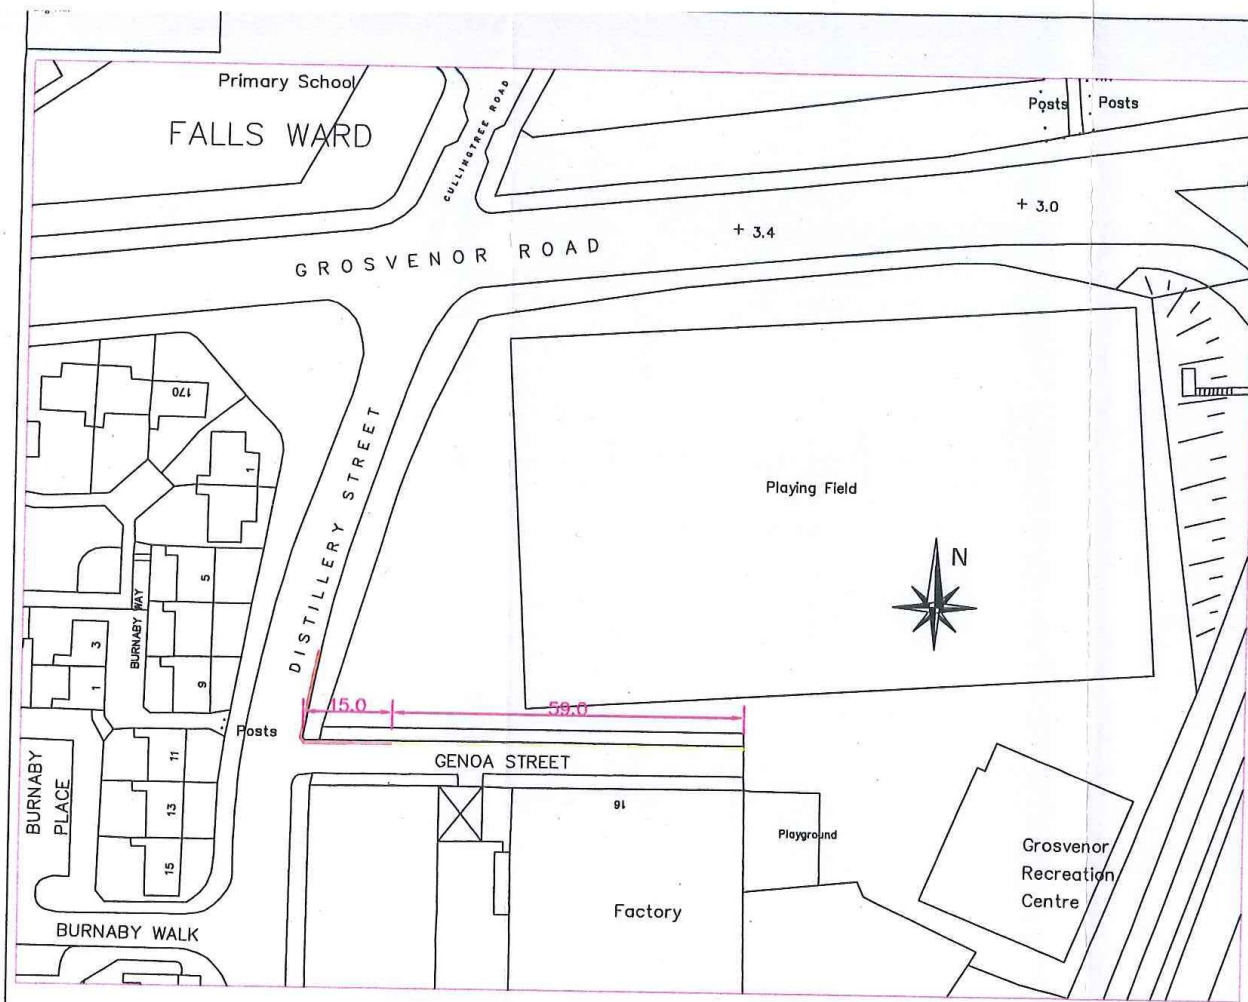 Primary School
FALLS WARD
CULLINGTREE ROAD
Posts
Posts
+ 3.0
+ 3.4
GROSVENOR ROAD
170
1
DISTILLERY STREET
Playing Field
N
5
BURNABY WAY
3
9
1
15.0
59.0
Posts
GENOA STREET
11
BURNABY
PLACE
13
16
Playground
15
Grosvenor
Recreation
Centre
Factory
BURNABY WALK